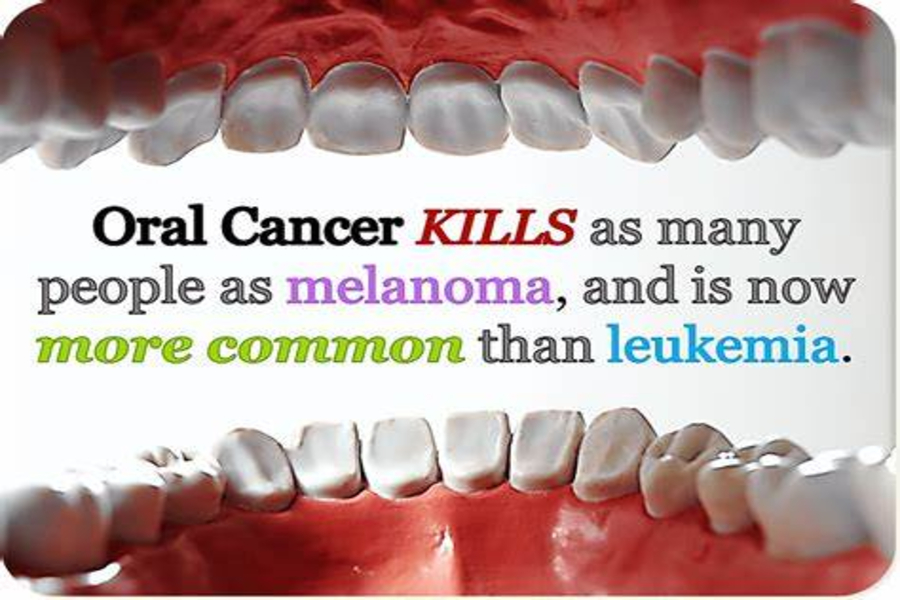 Oral Cancer KILLS as many
people as melanoma, and is now
more common than leukemia.